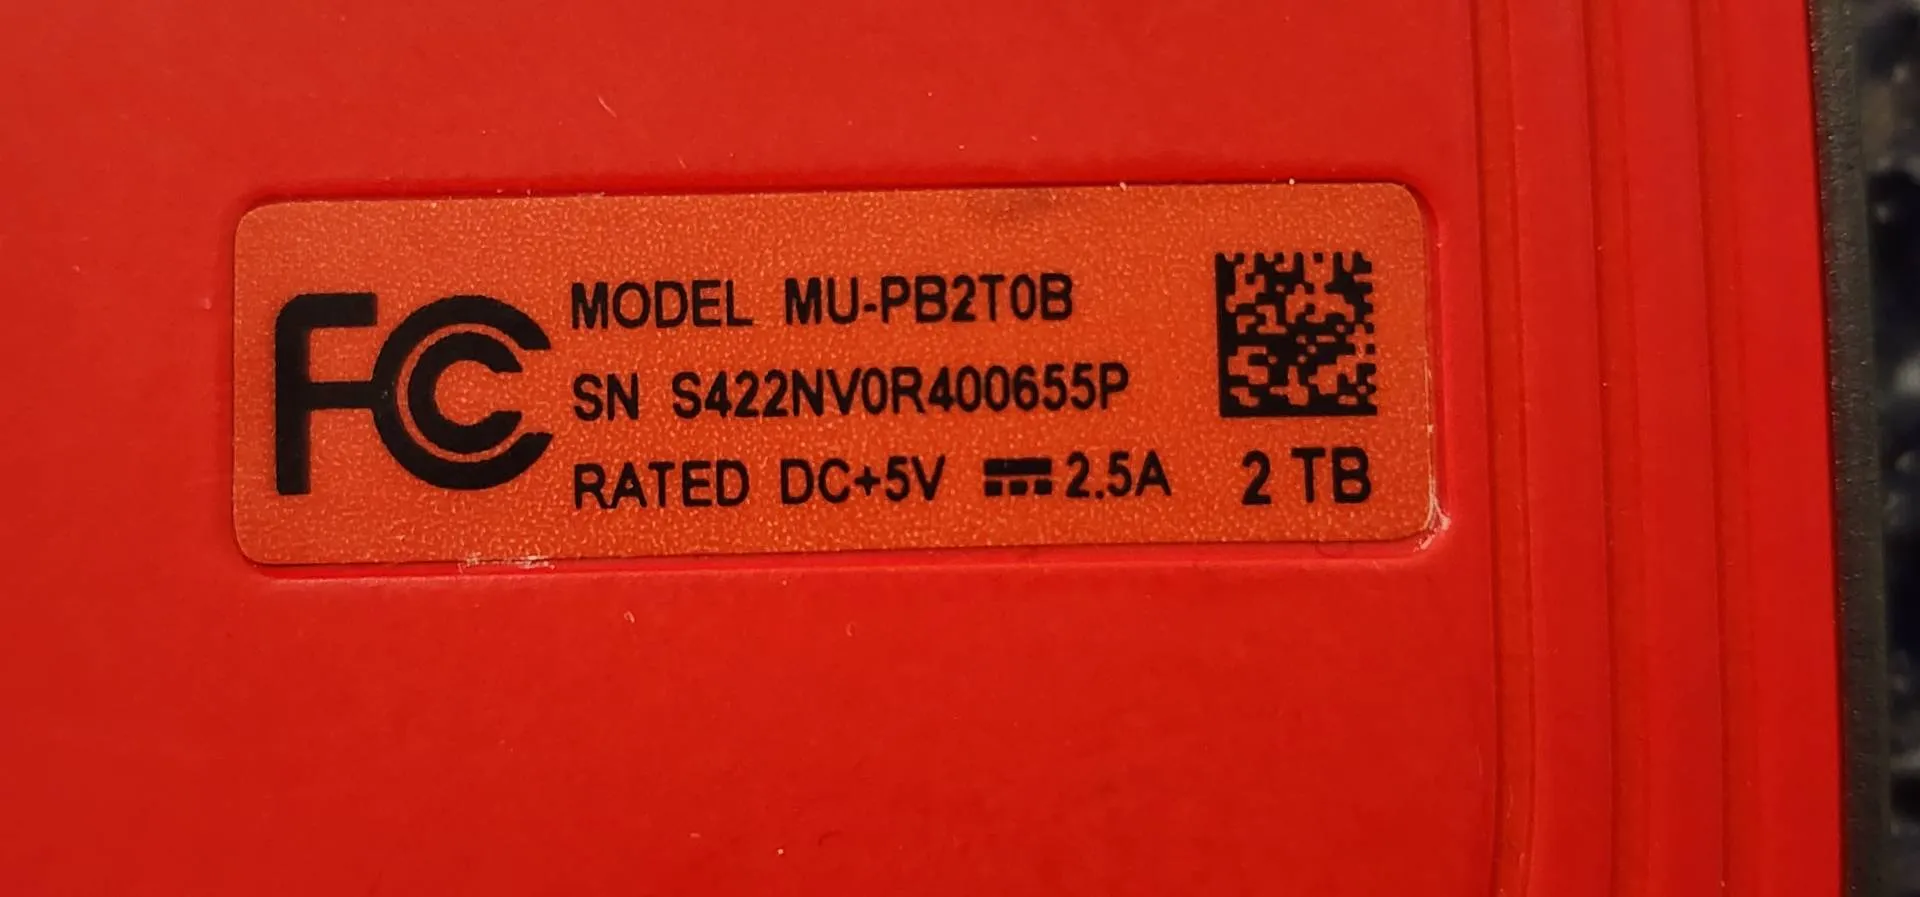 FC
MODEL MU-PB2T0B
SN S422NV0R400655P
RATED DC+5V ⎓2.5A 2 TB